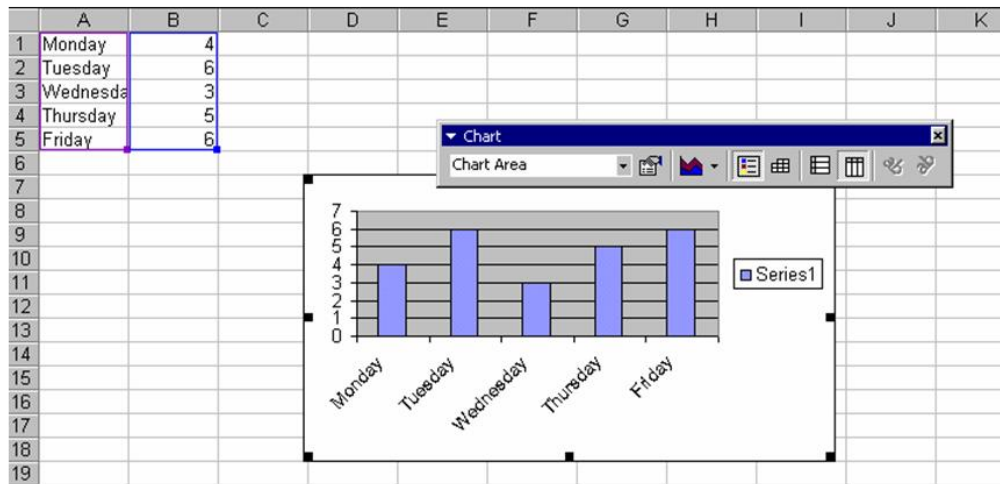 A B C D E F G H I J K
1 Monday 4
2 Tuesday 6
3 Wednesda 3
4 Thursday 5
5 Friday 6
Chart
6
Chart Area
7
8
7
9
6
10
5
11
4
Series1
12
3
13
2
14
1
15
0
16
Monday Tuesday Wednesday Thursday Friday
17
18
19